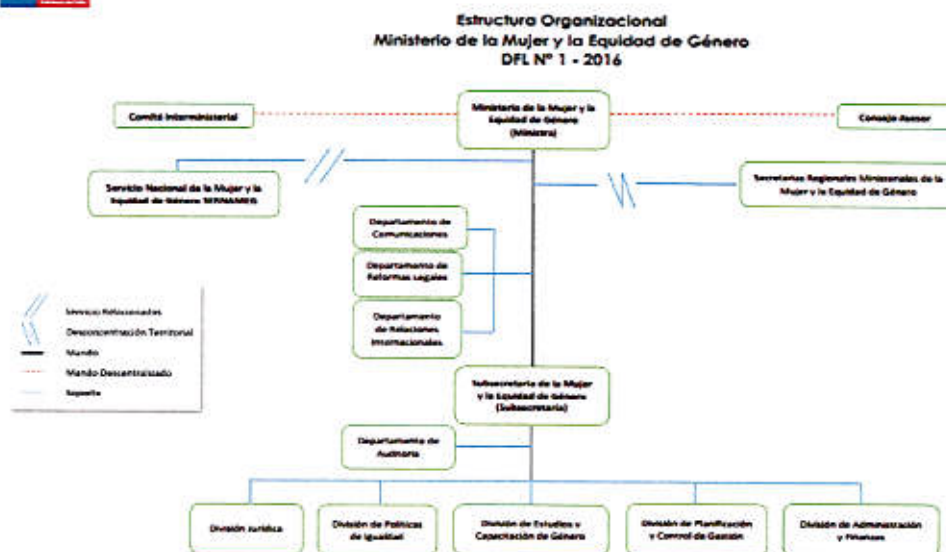 Estructura Organizacional
Ministerio de la Mujer y la Equidad de Género
DFL N° 1 - 2016
Comité Interministerial
Ministerio de la Mujer y la
Equidad de Género
(Ministra)
Consejo Asesor
Servicio Nacional de la Mujer y la
Equidad de Género SERNAMEG
Secretarias Regionales Ministeriales de la
Mujer y la Equidad de Género
Departamento de
Comunicaciones
Departamento de
Reformas Legales
Departamento
de Relaciones
Internacionales
Servicio Relacionados
Desconcentración Territorial
Mando
Mando Descentralizado
Soporte
Subsecretaría de la Mujer
y la Equidad de Género
(Subsecretaria)
Departamento de
Auditoría
División Jurídica
División de Políticas
de Igualdad
División de Estudios y
Capacitación de Género
División de Planificación
y Control de Gestión
División de Administración
y Finanzas